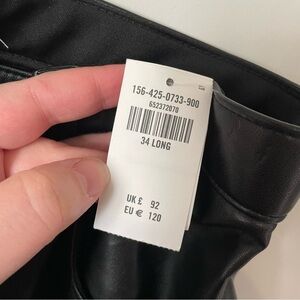 156-425-0733-900
652372070
34 LONG
UK £ 92
EU € 120